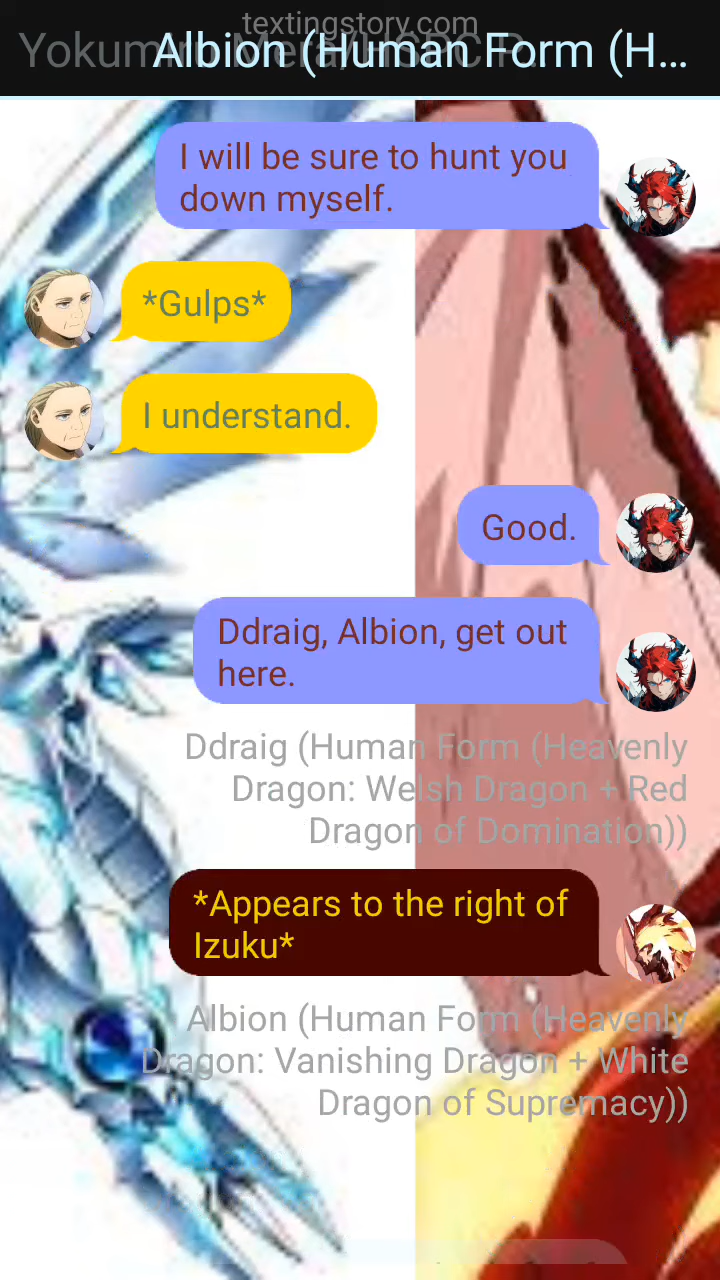 textingstory.com
Albion (Human Form (H...
I will be sure to hunt you
down myself.
*Gulps*
I understand.
Good.
Ddraig, Albion, get out
here.
Ddraig (Human Form (Heavenly
Dragon: Welsh Dragon + Red
Dragon of Domination))
*Appears to the right of
Izuku*
Albion (Human Form (Heavenly
Dragon: Vanishing Dragon + White
Dragon of Supremacy))